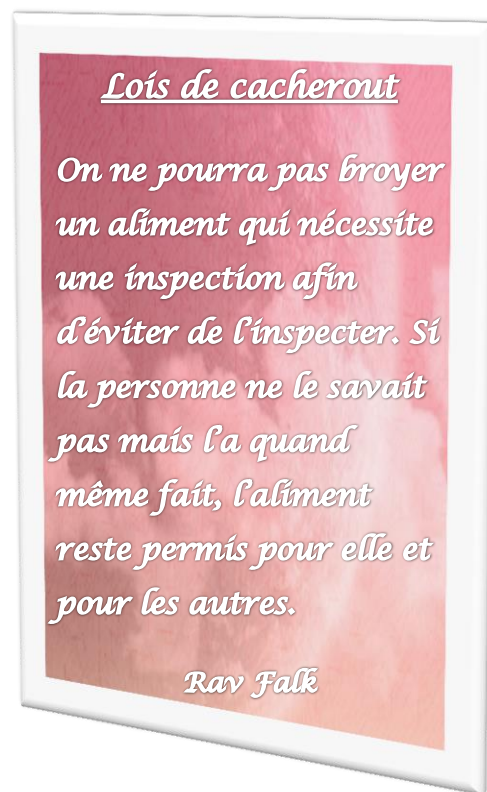 Lois de cacherout
On ne pourra pas broyer
un aliment qui nécessite
une inspection afin
d'éviter de l'inspecter. Si
la personne ne le savait
pas mais l'a quand
même fait, l'aliment
reste permis pour elle et
pour les autres.
Rav Falk